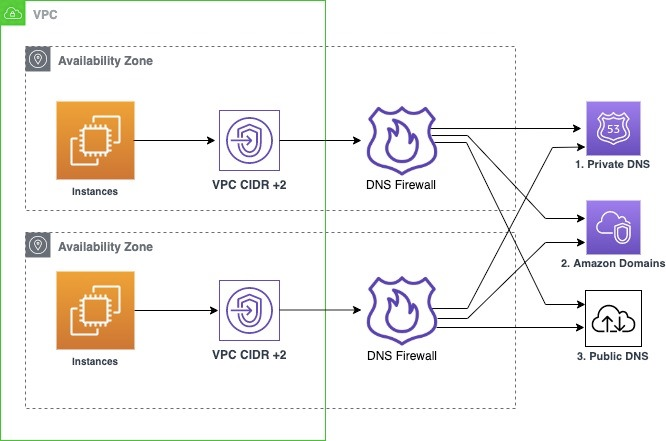 VPC
Availability Zone
Instances
VPC CIDR +2
DNS Firewall
53
1. Private DNS
2. Amazon Domains
3. Public DNS
Availability Zone
Instances
VPC CIDR +2
DNS Firewall